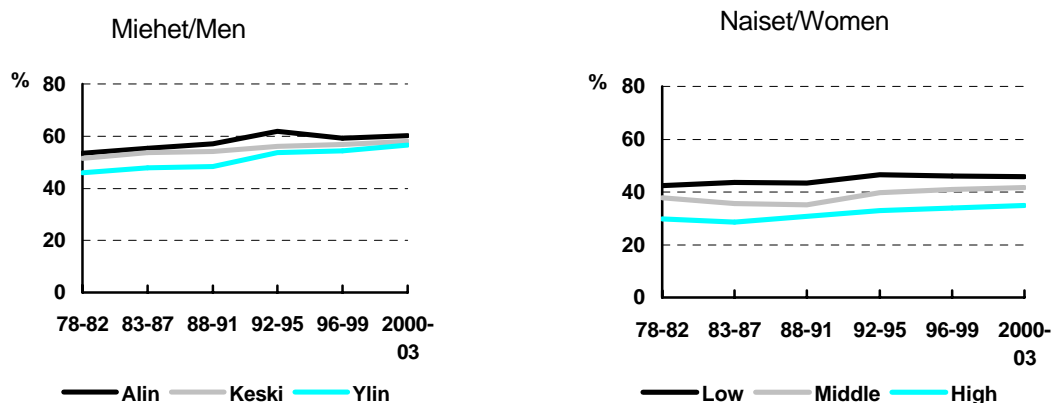 Miehet/Men
%
80
60
40
20
0
78-82 83-87 88-91 92-95 96-99 2000-
03
Alin Keski Ylin
Naiset/Women
%
80
60
40
20
0
78-82 83-87 88-91 92-95 96-99 2000-
03
Low Middle High